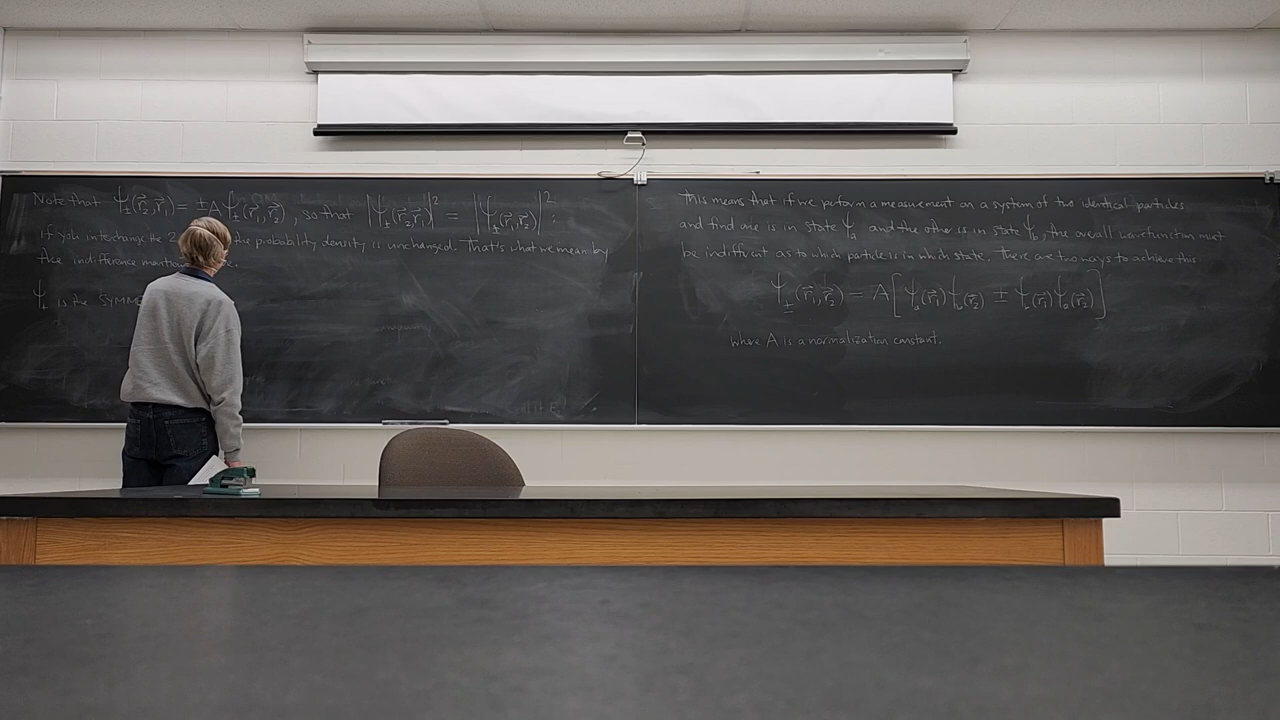 Note that Ψ±(r⃗₂,r⃗₁) = ±AΨ±(r⃗₁,r⃗₂), so that |Ψ±(r⃗₂,r⃗₁)|² = |Ψ±(r⃗₁,r⃗₂)|²:
If you interchange the 2 the probability density is unchanged. That's what we mean by
the indifference
Ψ± is the SYMME
This means that if we perform a measurement on a system of two identical particles
and find one is in state Ψa and the other is in state Ψb, the overall wavefunction must
be indifferent as to which particle is in which state. There are two ways to achieve this
Ψ±(r⃗₁,r⃗₂) = A[Ψa(r⃗₁)Ψb(r⃗₂) ± Ψb(r⃗₁)Ψa(r⃗₂)]
where A is a normalization constant.